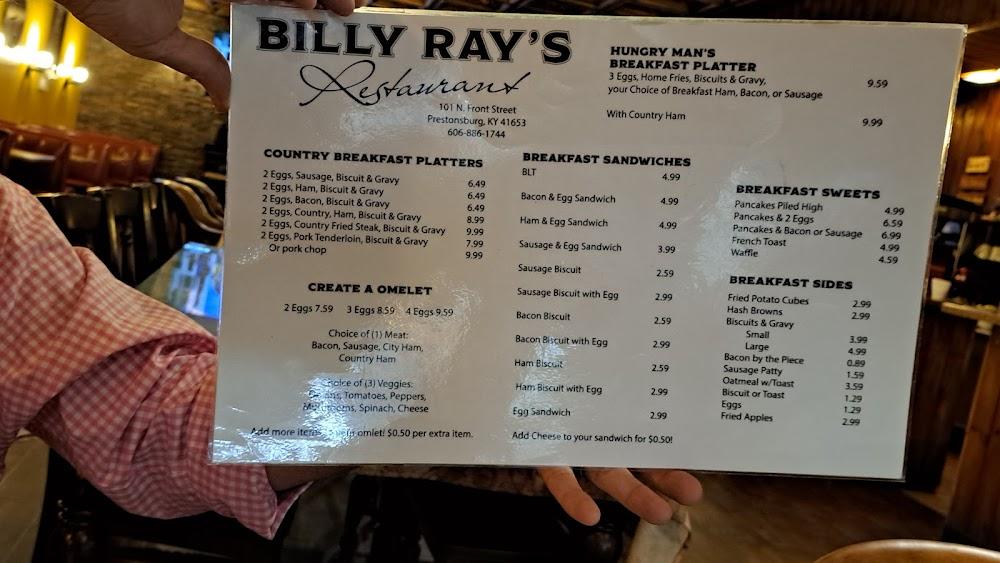 BILLY RAY'S
Restaurant
101 N. Front Street
Prestonsburg, KY 41653
606-886-1744
HUNGRY MAN'S
BREAKFAST PLATTER
3 Eggs, Home Fries, Biscuits & Gravy, 9.59
your Choice of Breakfast Ham, Bacon, or Sausage
With Country Ham 9.99
COUNTRY BREAKFAST PLATTERS
2 Eggs, Sausage, Biscuit & Gravy 6.49
2 Eggs, Ham, Biscuit & Gravy 6.49
2 Eggs, Bacon, Biscuit & Gravy 6.49
2 Eggs, Country, Ham, Biscuit & Gravy 8.99
2 Eggs, Country Fried Steak, Biscuit & Gravy 9.99
2 Eggs, Pork Tenderloin, Biscuit & Gravy 7.99
Or pork chop 9.99
CREATE A OMELET
2 Eggs 7.59 3 Eggs 8.59 4 Eggs 9.59
Choice of (1) Meat:
Bacon, Sausage, City Ham,
Country Ham
Choice of (3) Veggies:
Tomatoes, Peppers,
Mushrooms, Spinach, Cheese
Add more items omlet! $0.50 per extra item.
BREAKFAST SANDWICHES
BLT 4.99
Bacon & Egg Sandwich 4.99
Ham & Egg Sandwich 4.99
Sausage & Egg Sandwich 3.99
Sausage Biscuit 2.59
Sausage Biscuit with Egg 2.99
Bacon Biscuit 2.59
Bacon Biscuit with Egg 2.99
Ham Biscuit 2.59
Ham Biscuit with Egg 2.99
Egg Sandwich 2.99
Add Cheese to your sandwich for $0.50!
BREAKFAST SWEETS
Pancakes Piled High 4.99
Pancakes & 2 Eggs 6.59
Pancakes & Bacon or Sausage 6.99
French Toast 4.99
Waffle 4.59
BREAKFAST SIDES
Fried Potato Cubes 2.99
Hash Browns 2.99
Biscuits & Gravy
Small 3.99
Large 4.99
Bacon by the Piece 0.89
Sausage Patty 1.59
Oatmeal w/Toast 3.59
Biscuit or Toast 1.29
Eggs 1.29
Fried Apples 2.99